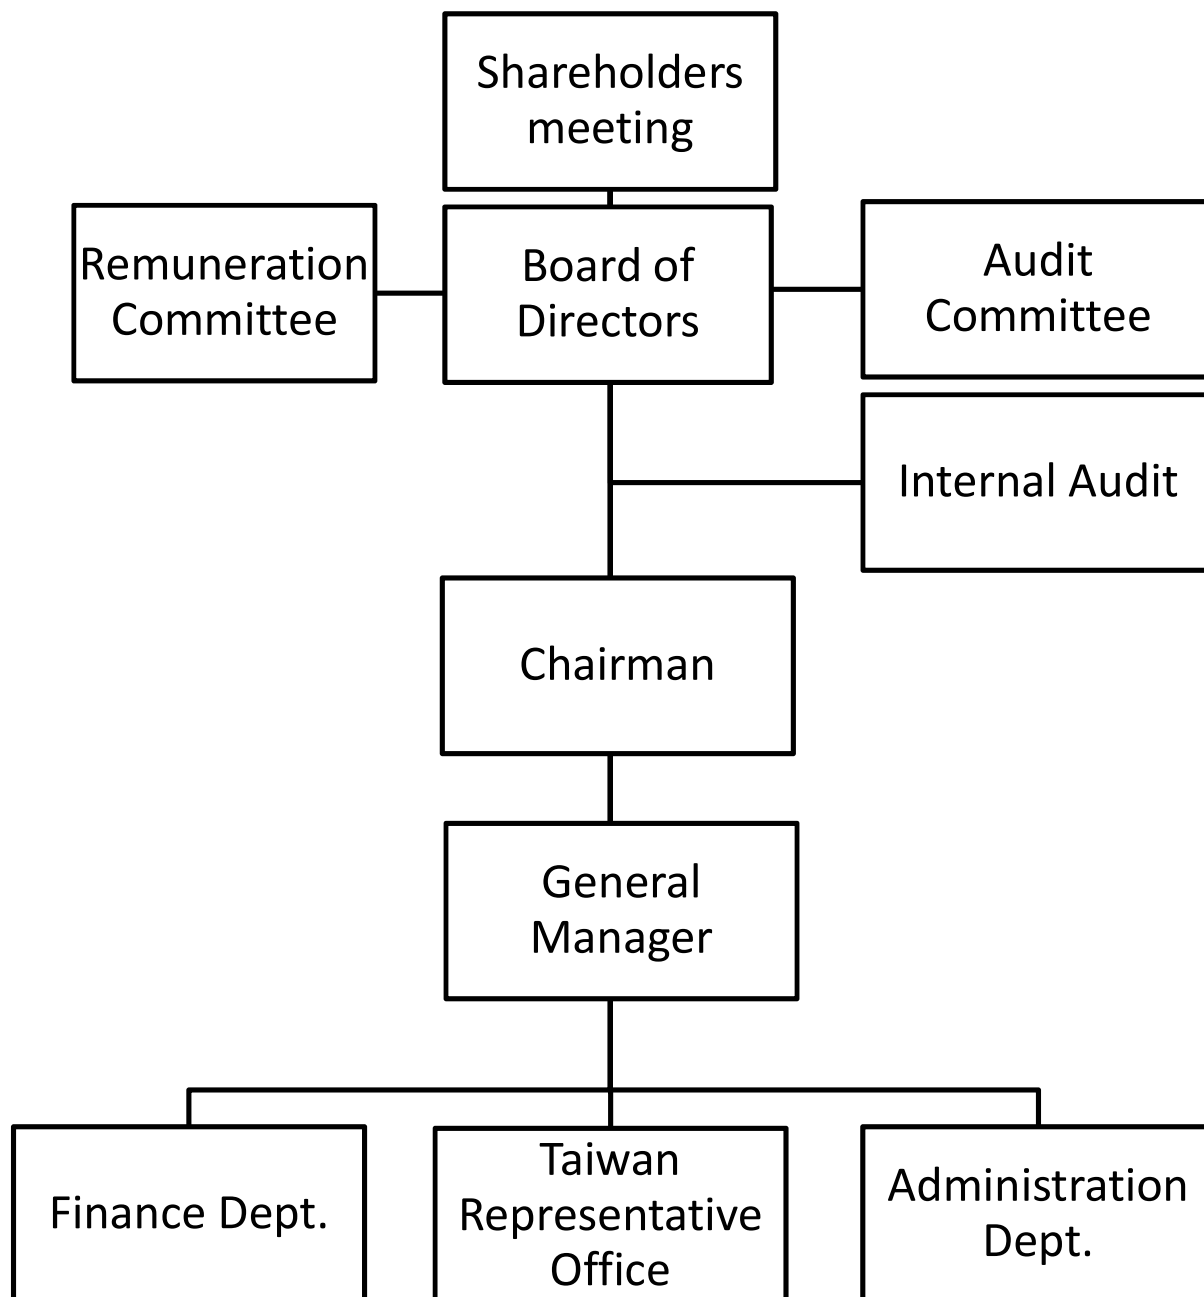 Shareholders
meeting
Remuneration
Committee
Board of
Directors
Audit
Committee
Internal Audit
Chairman
General
Manager
Finance Dept.
Taiwan
Representative
Office
Administration
Dept.